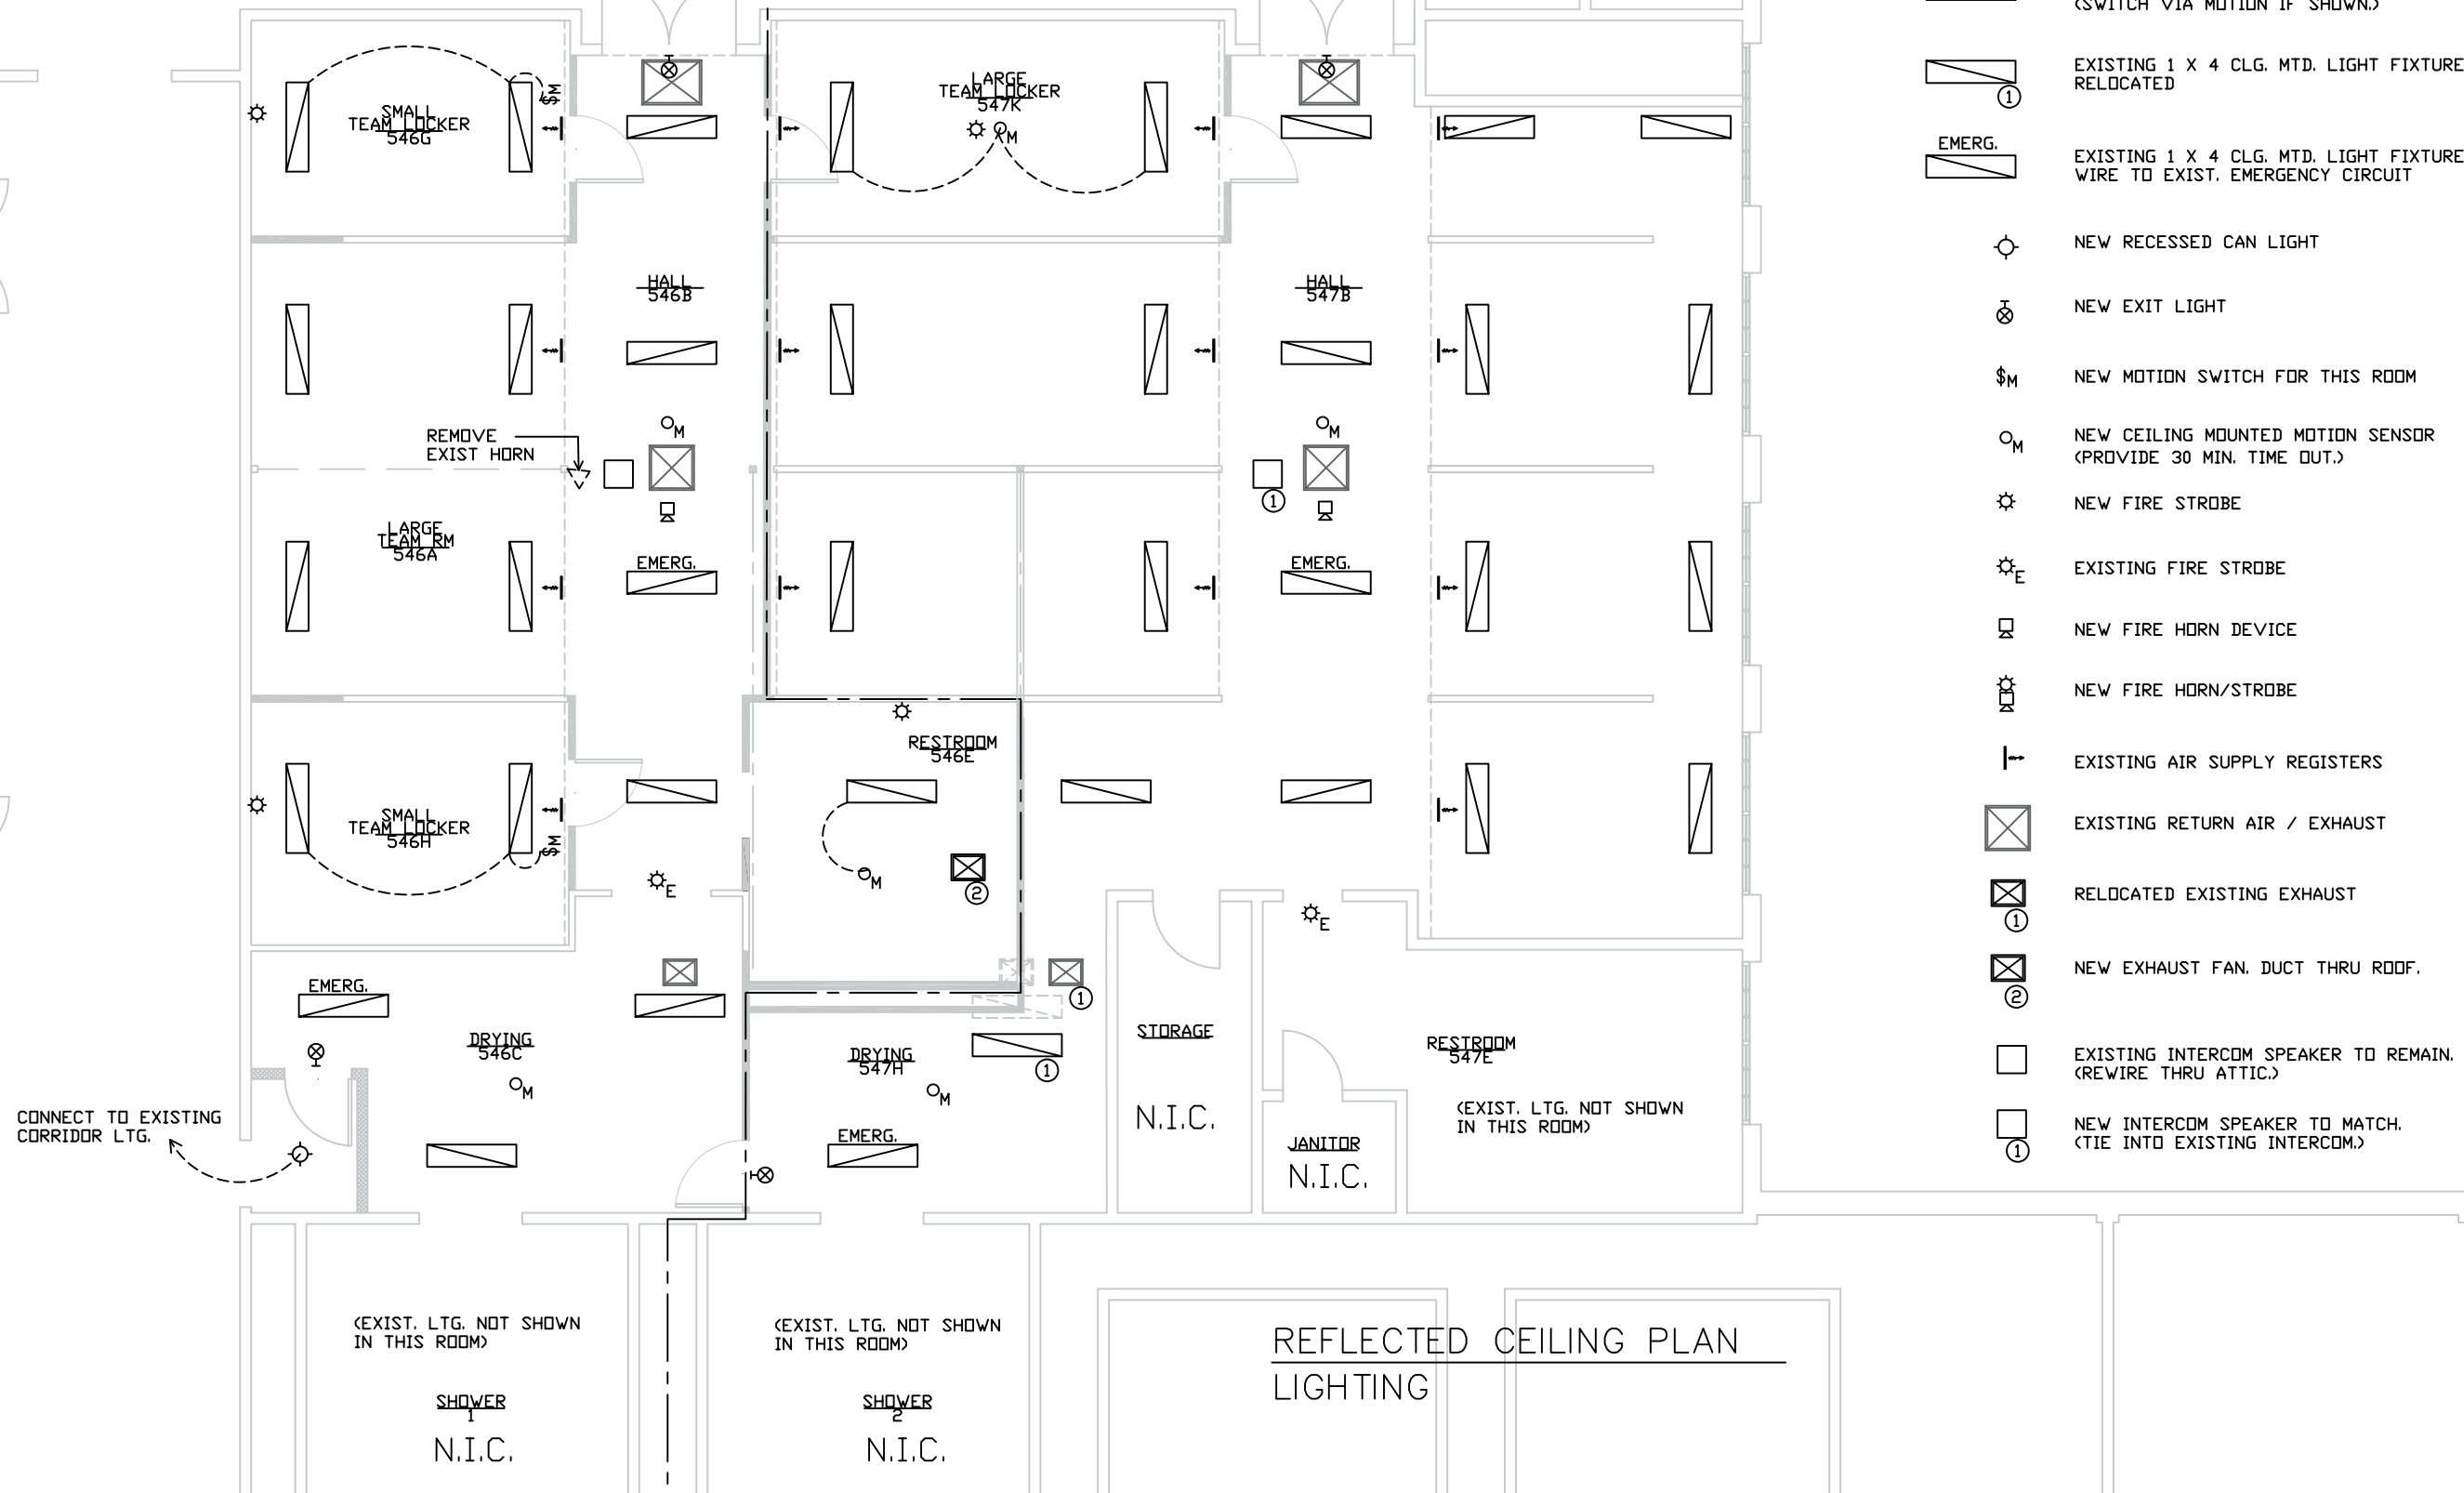 (SWITCH VIA MOTION IF SHOWN.)
EXISTING 1 X 4 CLG. MTD. LIGHT FIXTURE
RELOCATED
1
EMERG.
EXISTING 1 X 4 CLG. MTD. LIGHT FIXTURE
WIRE TO EXIST. EMERGENCY CIRCUIT
NEW RECESSED CAN LIGHT
NEW EXIT LIGHT
$M
NEW MOTION SWITCH FOR THIS ROOM
M
NEW CEILING MOUNTED MOTION SENSOR
(PROVIDE 30 MIN. TIME OUT.)
NEW FIRE STROBE
E
EXISTING FIRE STROBE
NEW FIRE HORN DEVICE
NEW FIRE HORN/STROBE
EXISTING AIR SUPPLY REGISTERS
EXISTING RETURN AIR / EXHAUST
RELOCATED EXISTING EXHAUST
1
NEW EXHAUST FAN. DUCT THRU ROOF.
2
EXISTING INTERCOM SPEAKER TO REMAIN.
(REWIRE THRU ATTIC.)
NEW INTERCOM SPEAKER TO MATCH.
(TIE INTO EXISTING INTERCOM.)
1
SMALL
TEAM LOCKER
546G
$M
LARGE
TEAM LOCKER
547K
M
HALL
546B
HALL
547B
M
M
REMOVE
EXIST HORN
1
LARGE
TEAM RM
546A
EMERG.
EMERG.
RESTROOM
546E
SMALL
TEAM LOCKER
546H
$M
M
2
E
E
EMERG.
1
DRYING
546C
M
DRYING
547H
M
1
STORAGE
N.I.C.
RESTROOM
547E
(EXIST. LTG. NOT SHOWN
IN THIS ROOM)
CONNECT TO EXISTING
CORRIDOR LTG.
EMERG.
JANITOR
N.I.C.
(EXIST. LTG. NOT SHOWN
IN THIS ROOM)
(EXIST. LTG. NOT SHOWN
IN THIS ROOM)
SHOWER
1
N.I.C.
SHOWER
2
N.I.C.
REFLECTED CEILING PLAN
LIGHTING